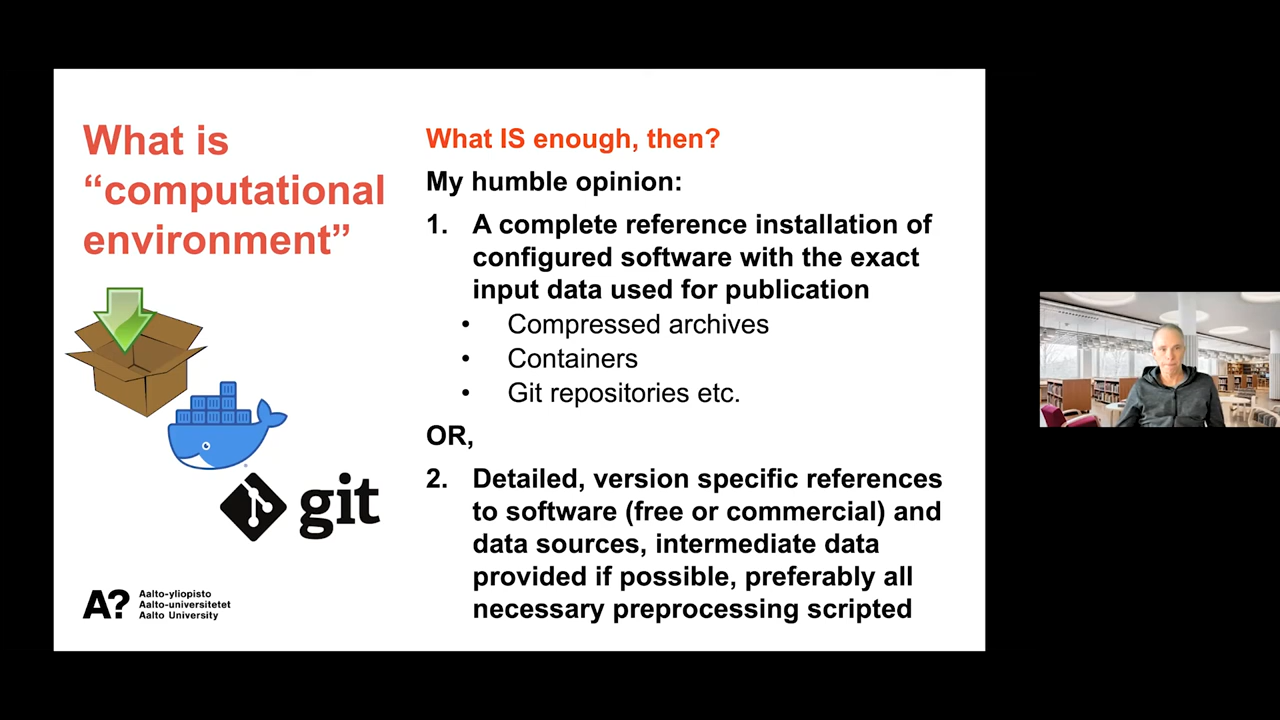 What is
“computational
environment”
What IS enough, then?
My humble opinion:
1. A complete reference installation of
configured software with the exact
input data used for publication
• Compressed archives
• Containers
• Git repositories etc.
OR,
2. Detailed, version specific references
to software (free or commercial) and
data sources, intermediate data
provided if possible, preferably all
necessary preprocessing scripted
git
A?
Aalto-yliopisto
Aalto-universitetet
Aalto University